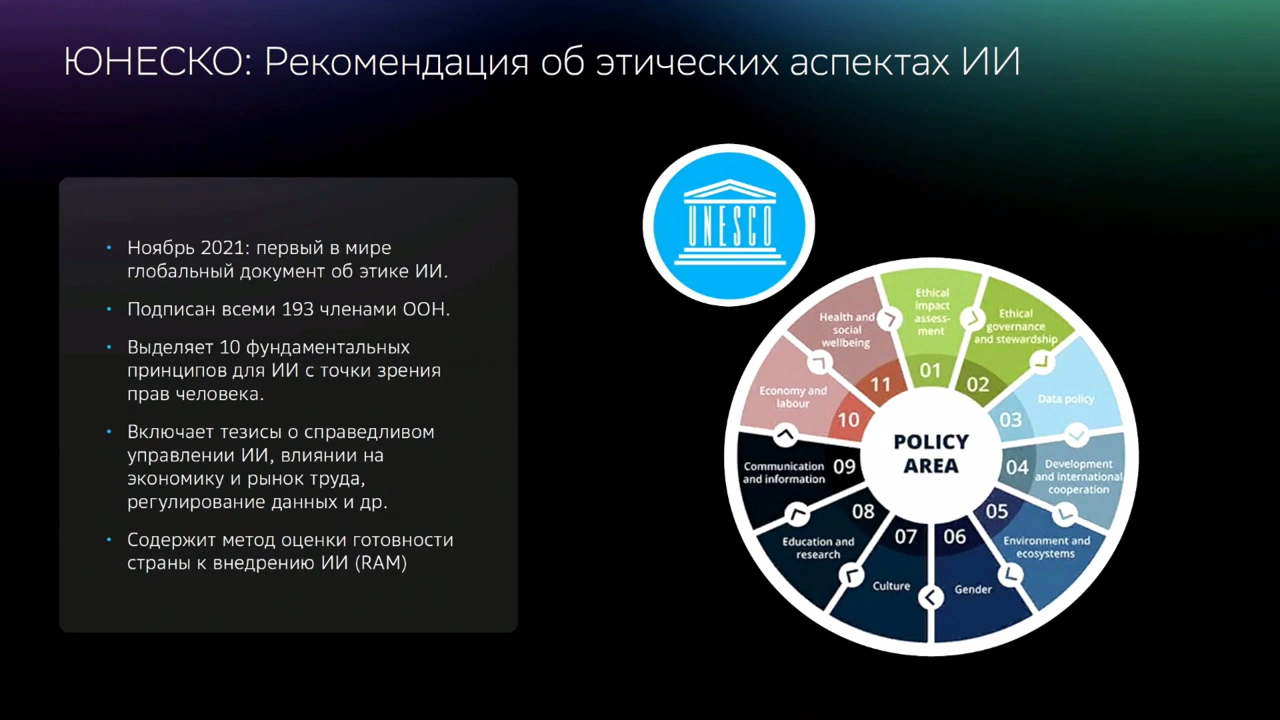 ЮНЕСКО: Рекомендация об этических аспектах ИИ
• Ноябрь 2021: первый в мире
глобальный документ об этике ИИ.
• Подписан всеми 193 членами ООН.
• Выделяет 10 фундаментальных
принципов для ИИ с точки зрения
прав человека.
• Включает тезисы о справедливом
управлении ИИ, влиянии на
экономику и рынок труда,
регулирование данных и др.
• Содержит метод оценки готовности
страны к внедрению ИИ (RAM)
UNESCO
POLICY
AREA
Ethical
impact
assess-
ment
01
Ethical
governance
and stewardship
02
Data policy
03
Development
and international
cooperation
04
Environment and
ecosystems
05
Gender
06
Culture
07
Education and
research
08
Communication
and information
09
Economy and
labour
10
Health and
social
wellbeing
11